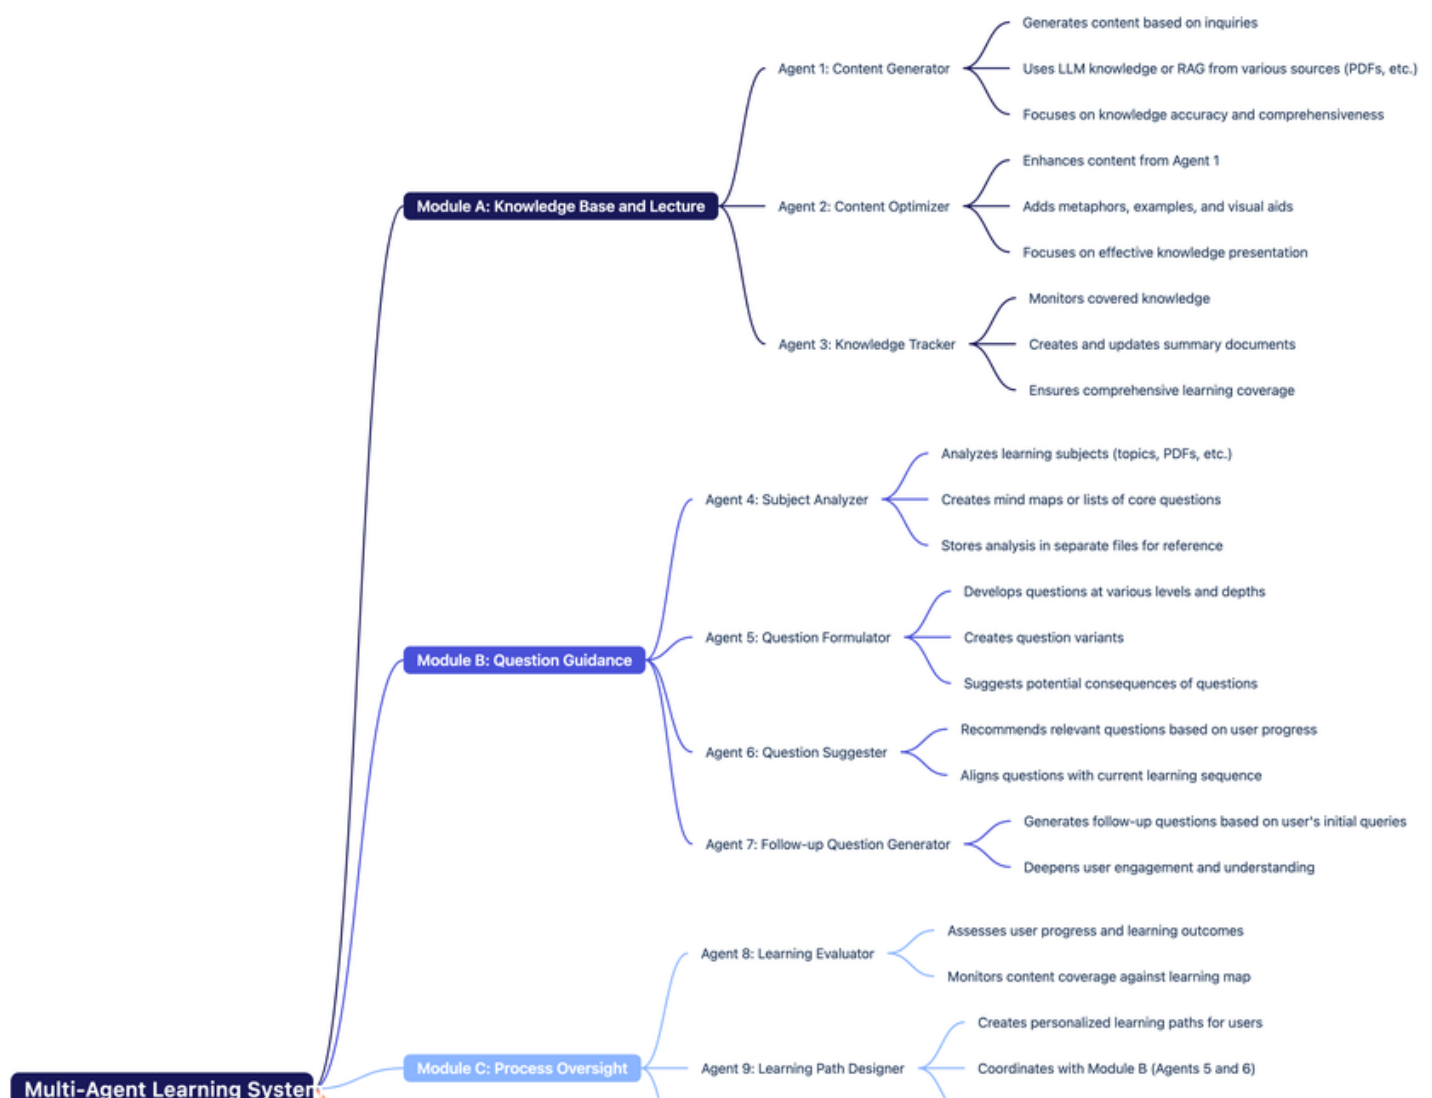 Generates content based on inquiries
Agent 1: Content Generator
Uses LLM knowledge or RAG from various sources (PDFs, etc.)
Focuses on knowledge accuracy and comprehensiveness
Enhances content from Agent 1
Module A: Knowledge Base and Lecture
Agent 2: Content Optimizer
Adds metaphors, examples, and visual aids
Focuses on effective knowledge presentation
Monitors covered knowledge
Agent 3: Knowledge Tracker
Creates and updates summary documents
Ensures comprehensive learning coverage
Analyzes learning subjects (topics, PDFs, etc.)
Agent 4: Subject Analyzer
Creates mind maps or lists of core questions
Stores analysis in separate files for reference
Develops questions at various levels and depths
Agent 5: Question Formulator
Creates question variants
Module B: Question Guidance
Suggests potential consequences of questions
Recommends relevant questions based on user progress
Agent 6: Question Suggester
Aligns questions with current learning sequence
Generates follow-up questions based on user's initial queries
Agent 7: Follow-up Question Generator
Deepens user engagement and understanding
Assesses user progress and learning outcomes
Agent 8: Learning Evaluator
Monitors content coverage against learning map
Creates personalized learning paths for users
Module C: Process Oversight
Agent 9: Learning Path Designer
Coordinates with Module B (Agents 5 and 6)
Multi-Agent Learning System